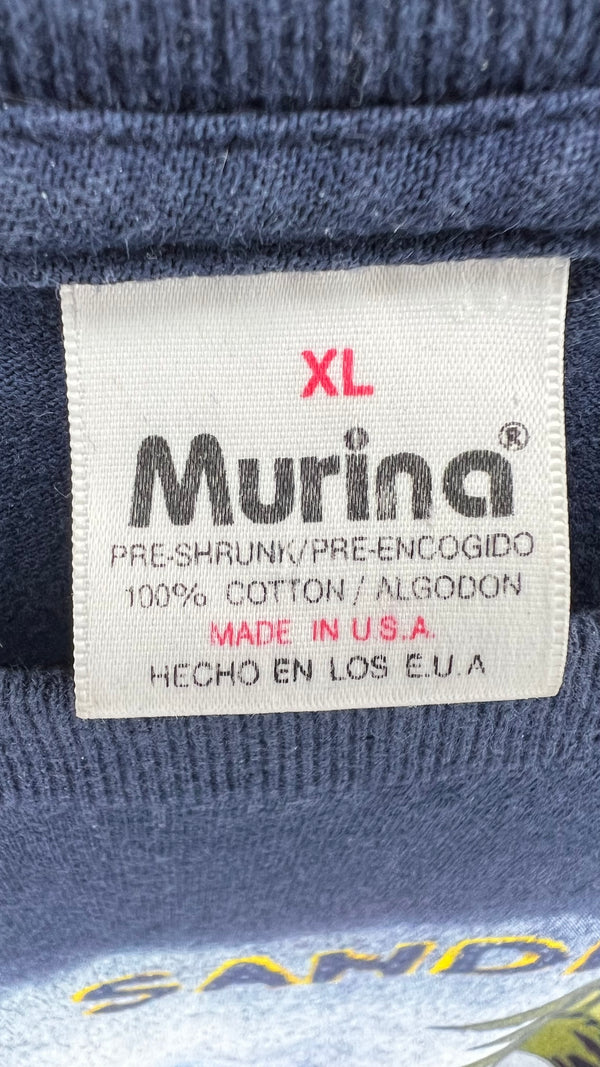 XL
Murina®
PRE-SHRUNK/PRE-ENCOGIDO
100% COTTON / ALGODON
MADE IN U.S.A.
HECHO EN LOS E.U.A